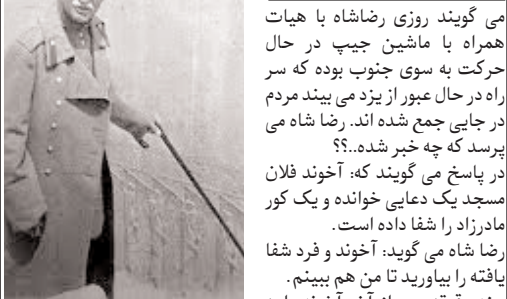 می گویند روزی رضاشاه با هیات
همراه با ماشین جیپ در حال
حرکت به سوی جنوب بوده که سر
راه در حال عبور از یزد می بیند مردم
در جایی جمع شده اند. رضا شاه می
پرسد که چه خبر شده..؟؟
در پاسخ می گویند که: آخوند فلان
مسجد یک دعایی خوانده و یک کور
مادرزاد را شفا داده است.
رضا شاه می گوید: آخوند و فرد شفا
یافته را بیاورید تا من هم ببینم.